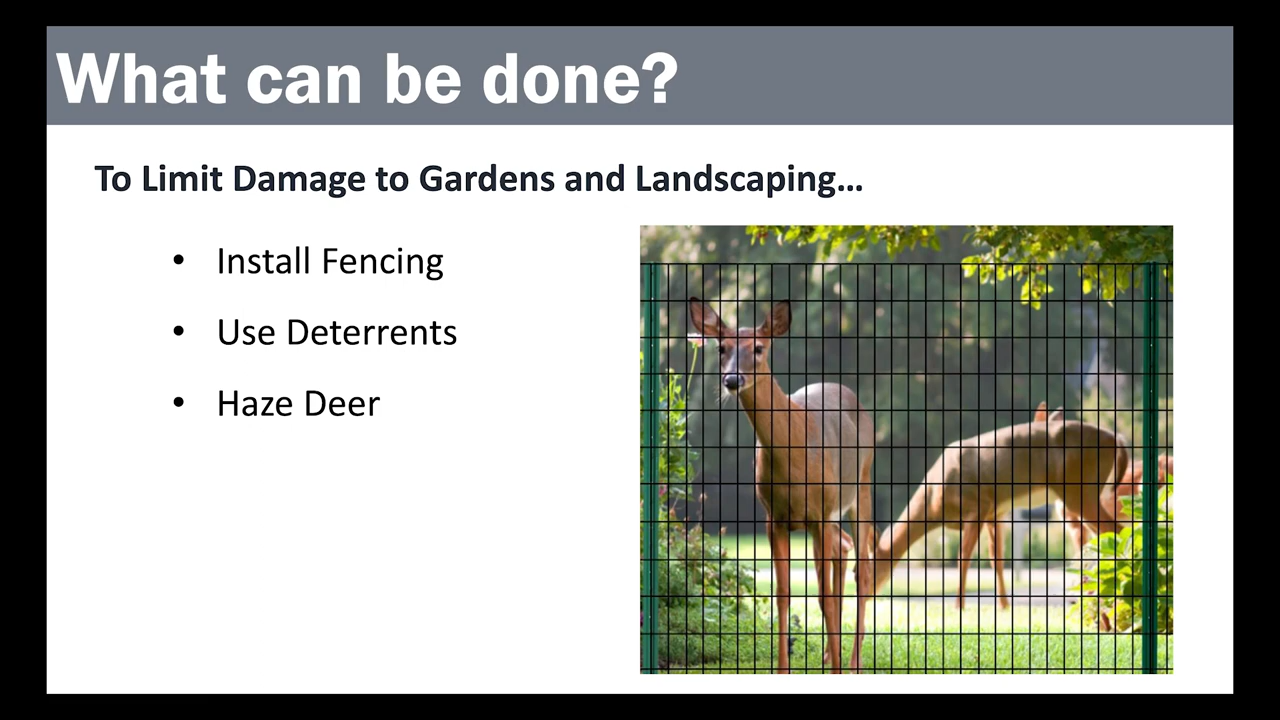 What can be done?
To Limit Damage to Gardens and Landscaping...
• Install Fencing
• Use Deterrents
• Haze Deer